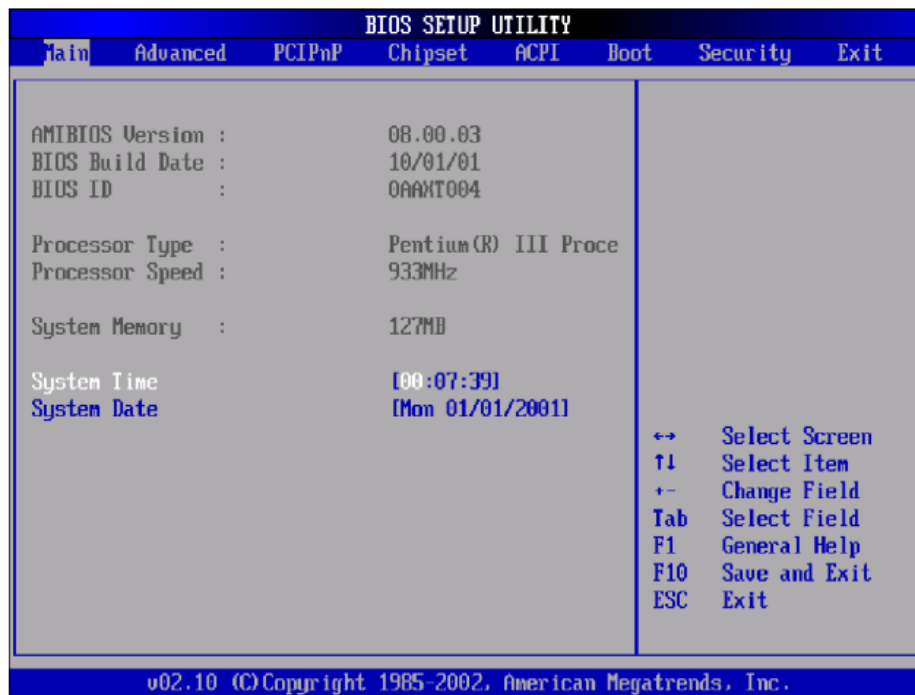 BIOS SETUP UTILITY
Main Advanced PCIPnP Chipset ACPI Boot Security Exit
AMIBIOS Version : 08.00.03
BIOS Build Date : 10/01/01
BIOS ID : 0AAXT004
Processor Type : Pentium(R) III Proce
Processor Speed : 933MHz
System Memory : 127MB
System Time [00:07:39]
System Date [Mon 01/01/2001]
←→ Select Screen
↑↓ Select Item
+- Change Field
Tab Select Field
F1 General Help
F10 Save and Exit
ESC Exit
v02.10 (C)Copyright 1985-2002, American Megatrends, Inc.